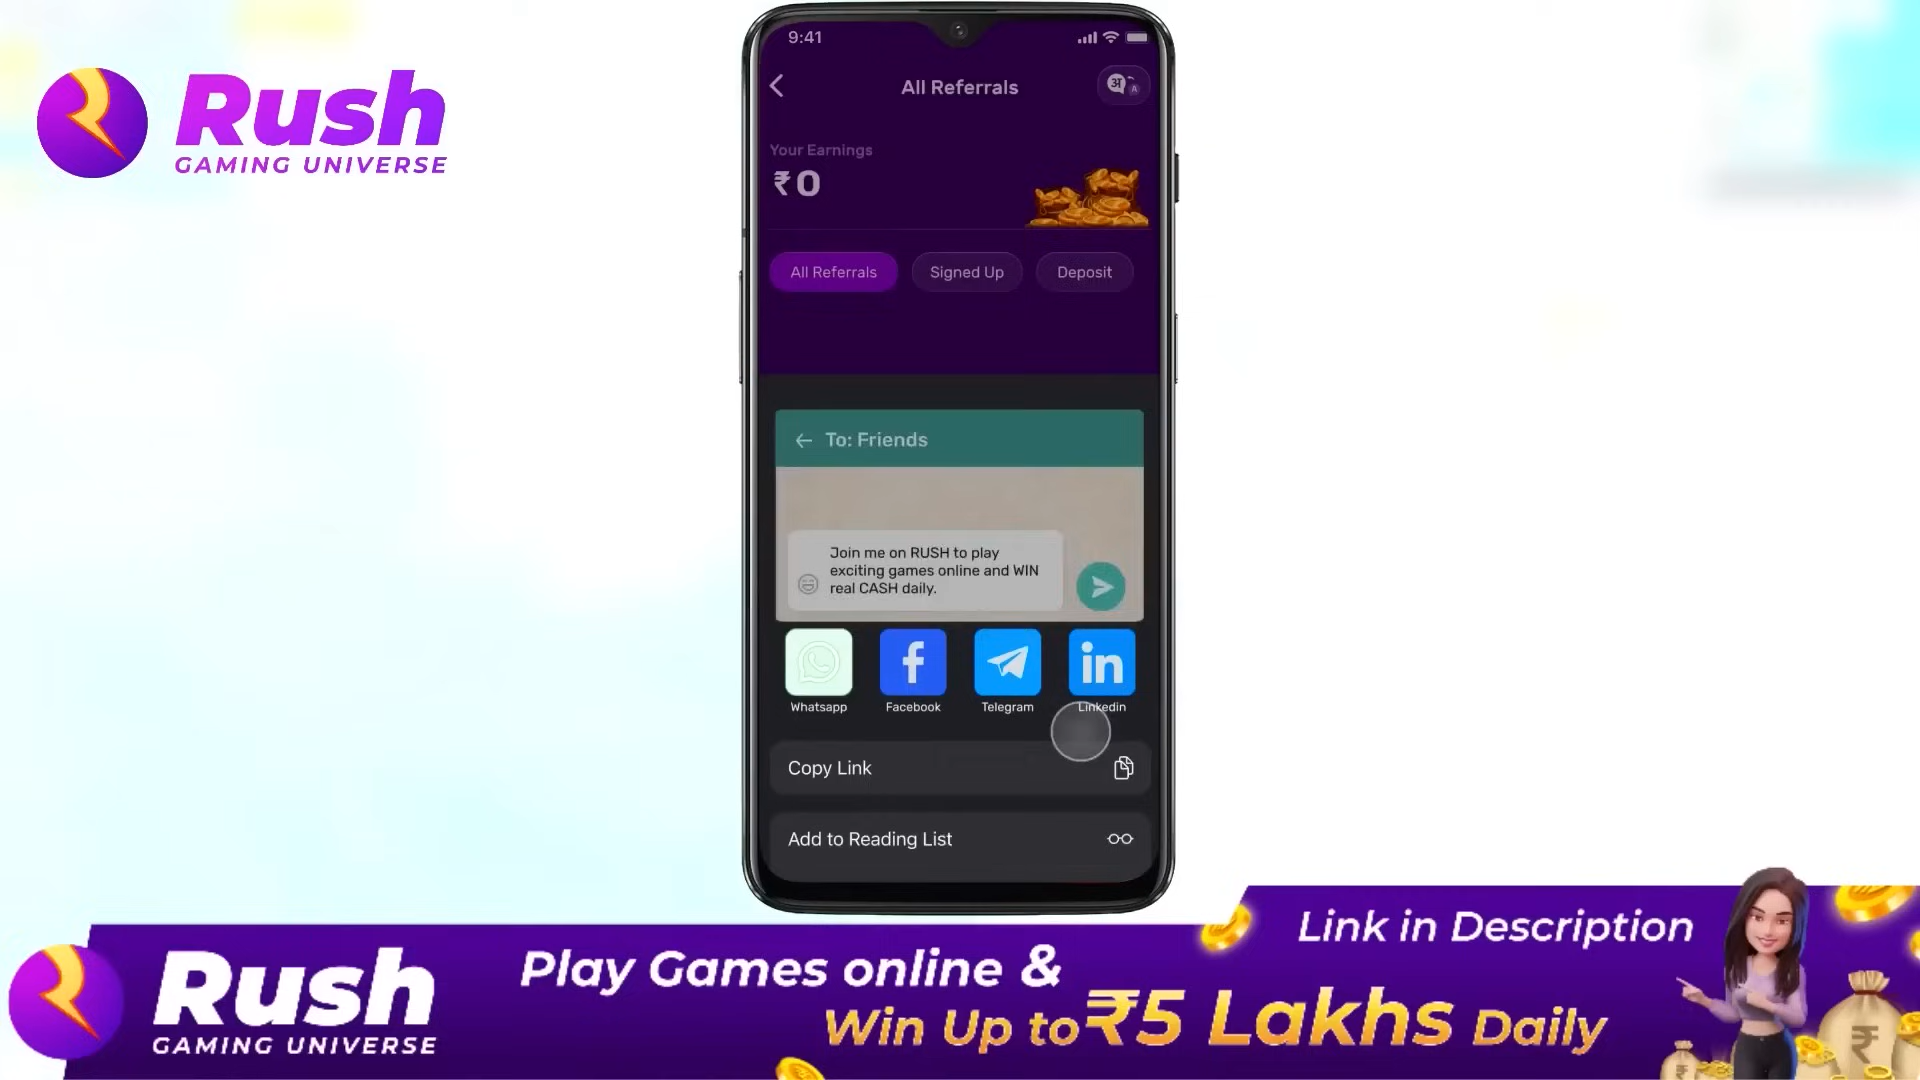 Rush
GAMING UNIVERSE
9:41
All Referrals
अ A
Your Earnings
₹0
All Referrals
Signed Up
Deposit
To: Friends
Join me on RUSH to play
exciting games online and WIN
real CASH daily.
Whatsapp
Facebook
Telegram
in
Linkedin
Copy Link
Add to Reading List
Link in Description
Rush
GAMING UNIVERSE
Play Games online &
Win Up to ₹5 Lakhs Daily
₹
₹